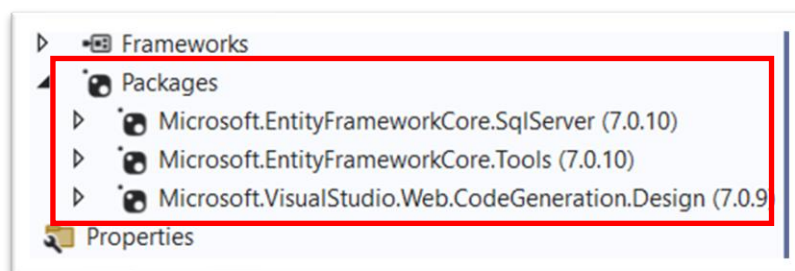 Frameworks
Packages
Microsoft.EntityFrameworkCore.SqlServer (7.0.10)
Microsoft.EntityFrameworkCore.Tools (7.0.10)
Microsoft.VisualStudio.Web.CodeGeneration.Design (7.0.9)
Properties